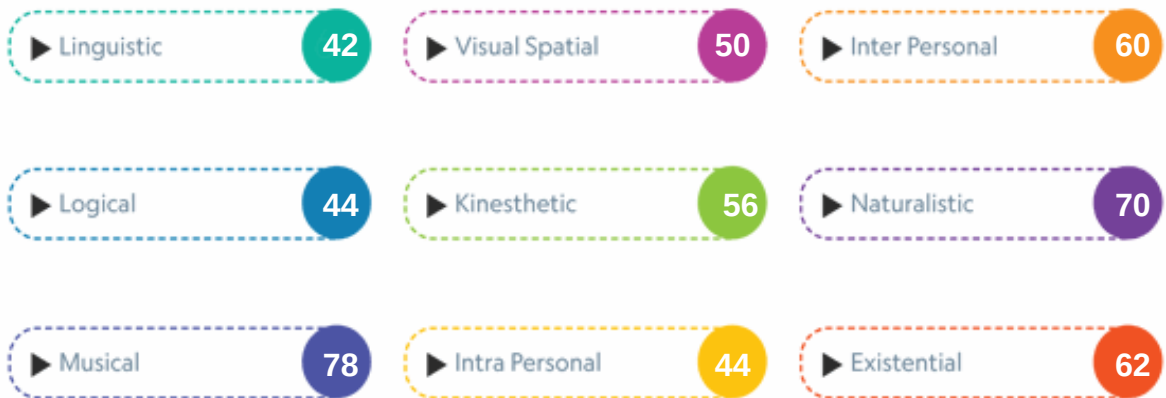 Linguistic 42
Visual Spatial 50
Inter Personal 60
Logical 44
Kinesthetic 56
Naturalistic 70
Musical 78
Intra Personal 44
Existential 62